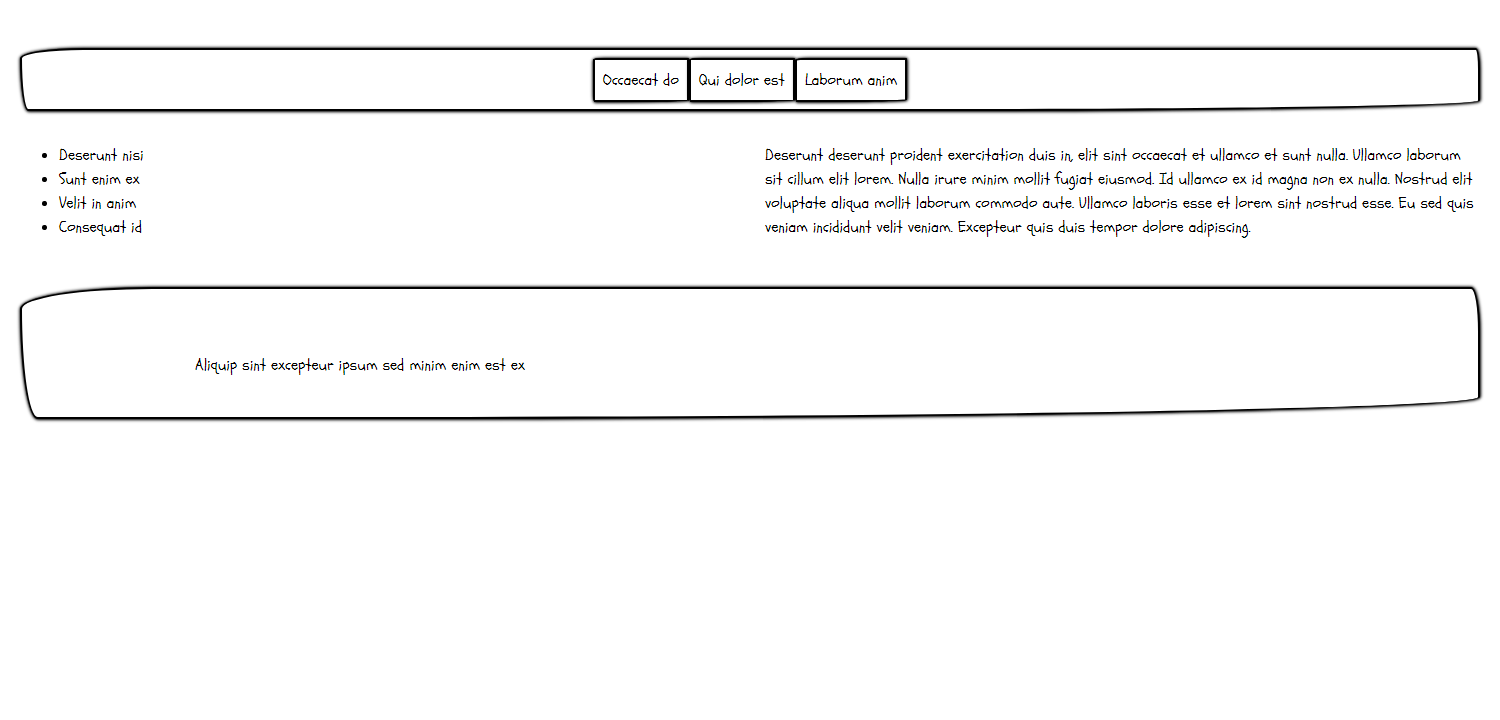 Occaecat do Qui dolor est Laborum anim
Deserunt nisi
Sunt enim ex
Velit in anim
Consequat id
Deserunt deserunt proident exercitation duis in, elit sint occaecat et ullamco et sunt nulla. Ullamco laborum
sit cillum elit lorem. Nulla irure minim mollit fugiat eiusmod. Id ullamco ex id magna non ex nulla. Nostrud elit
voluptate aliqua mollit laborum commodo aute. Ullamco laboris esse et lorem sint nostrud esse. Eu sed quis
veniam incididunt velit veniam. Excepteur quis duis tempor dolore adipiscing.
Aliquip sint excepteur ipsum sed minim enim est ex